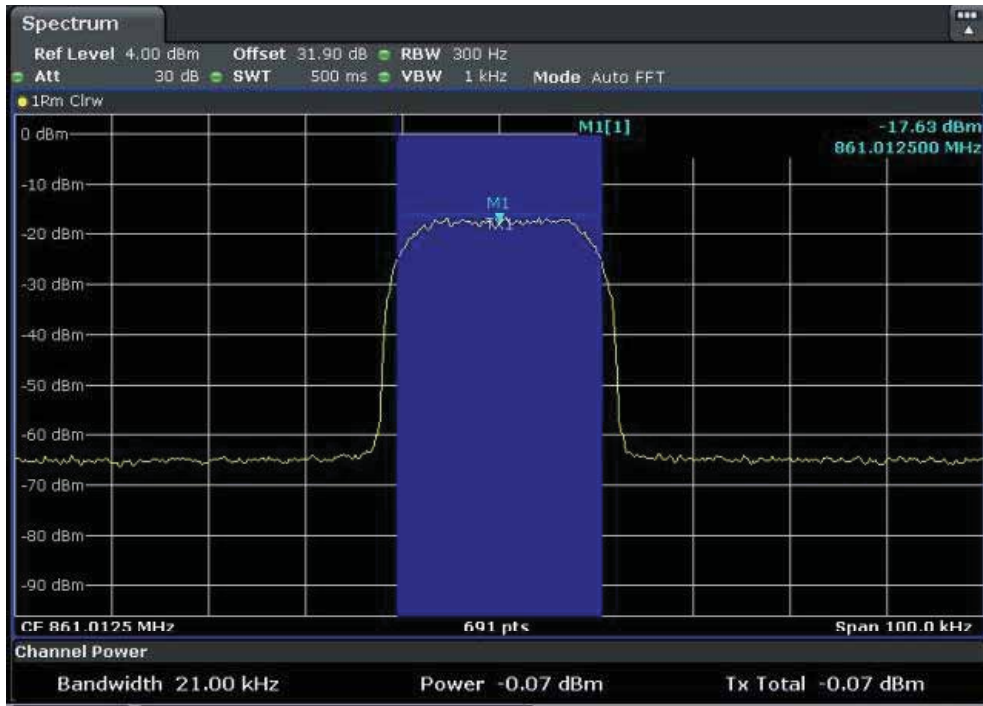 Spectrum
Ref Level 4.00 dBm Offset 31.90 dB RBW 300 Hz
Att 30 dB SWT 500 ms VBW 1 kHz Mode Auto FFT
1Rm Clrw
0 dBm
M1[1] -17.63 dBm
861.012500 MHz
-10 dBm
M1
-20 dBm
-30 dBm
-40 dBm
-50 dBm
-60 dBm
-70 dBm
-80 dBm
-90 dBm
CF 861.0125 MHz 691 pts Span 100.0 kHz
Channel Power
Bandwidth 21.00 kHz Power -0.07 dBm Tx Total -0.07 dBm